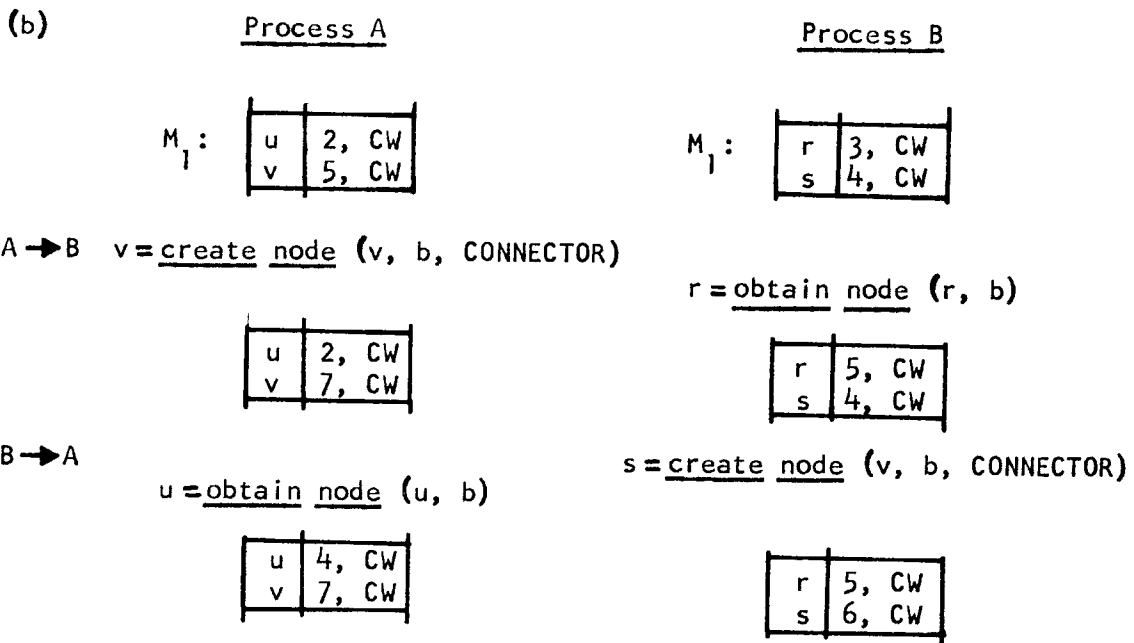 (b) Process A Process B
M1: u 2, CW M1: r 3, CW
v 5, CW s 4, CW
A→B v = create node (v, b, CONNECTOR)
r = obtain node (r, b)
u 2, CW r 5, CW
v 7, CW s 4, CW
B→A s = create node (v, b, CONNECTOR)
u = obtain node (u, b)
u 4, CW r 5, CW
v 7, CW s 6, CW